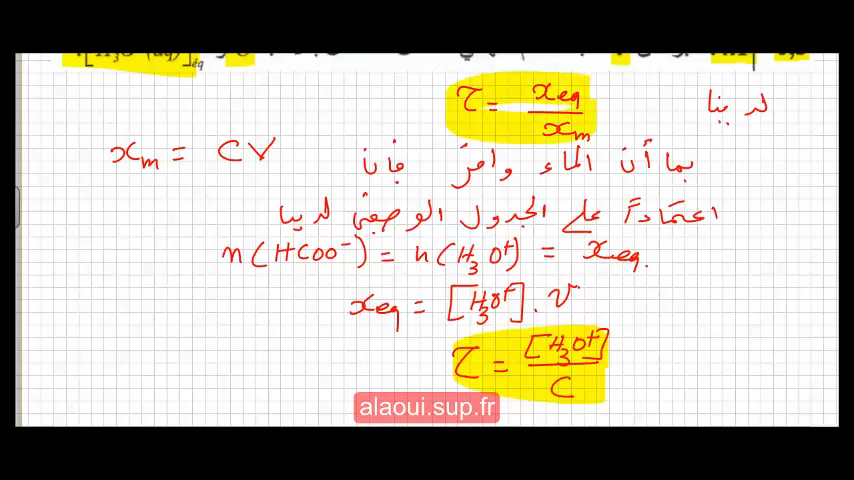 لدينا τ = xeq / xm
بما أن الماء وافر فإن xm = CV
اعتمادا على الجدول الوصفي لدينا
n(HCOO⁻) = n(H₃O⁺) = xeq.
xeq = [H₃O⁺] . V
τ = [H₃O⁺] / C
alaoui.sup.fr